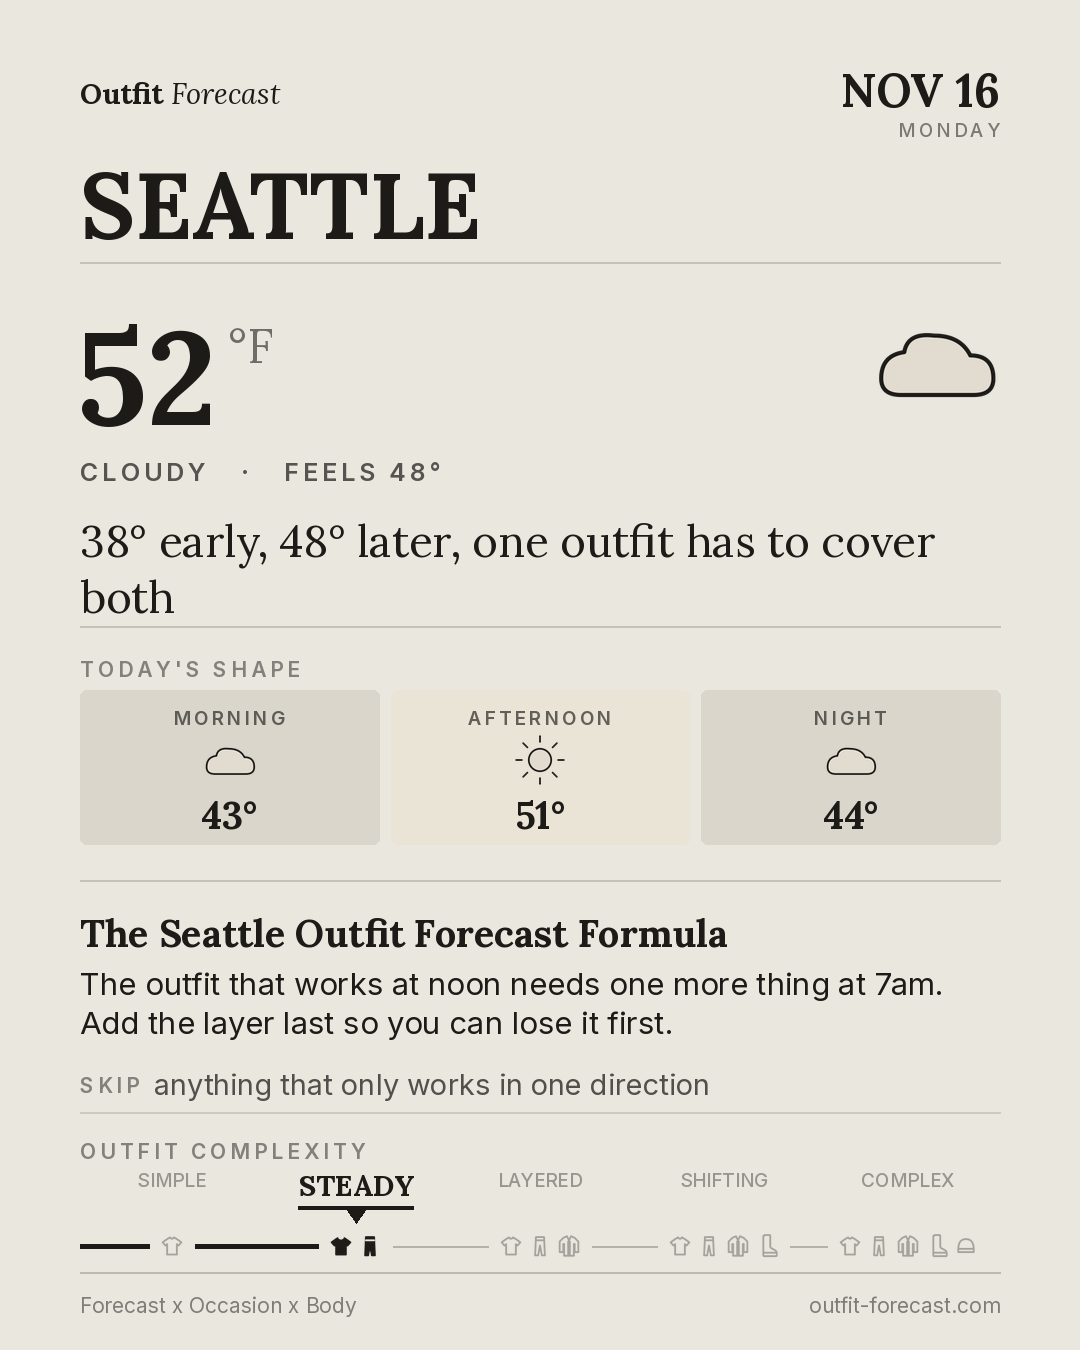 Outfit Forecast
NOV 16
MONDAY
SEATTLE
52 °F
CLOUDY · FEELS 48°
38° early, 48° later, one outfit has to cover
both
TODAY'S SHAPE
MORNING AFTERNOON NIGHT
43° 51° 44°
The Seattle Outfit Forecast Formula
The outfit that works at noon needs one more thing at 7am.
Add the layer last so you can lose it first.
SKIP anything that only works in one direction
OUTFIT COMPLEXITY
SIMPLE STEADY LAYERED SHIFTING COMPLEX
Forecast x Occasion x Body outfit-forecast.com